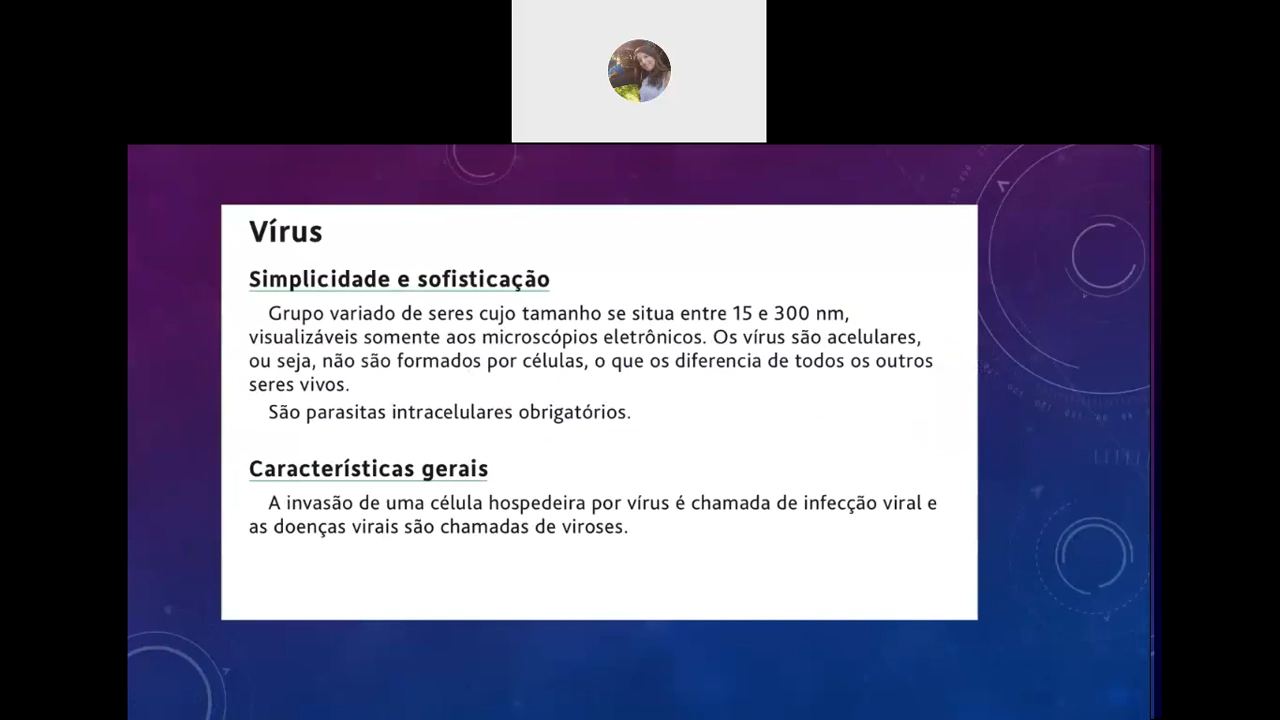 Vírus
Simplicidade e sofisticação
Grupo variado de seres cujo tamanho se situa entre 15 e 300 nm,
visualizáveis somente aos microscópios eletrônicos. Os vírus são acelulares,
ou seja, não são formados por células, o que os diferencia de todos os outros
seres vivos.
São parasitas intracelulares obrigatórios.
Características gerais
A invasão de uma célula hospedeira por vírus é chamada de infecção viral e
as doenças virais são chamadas de viroses.